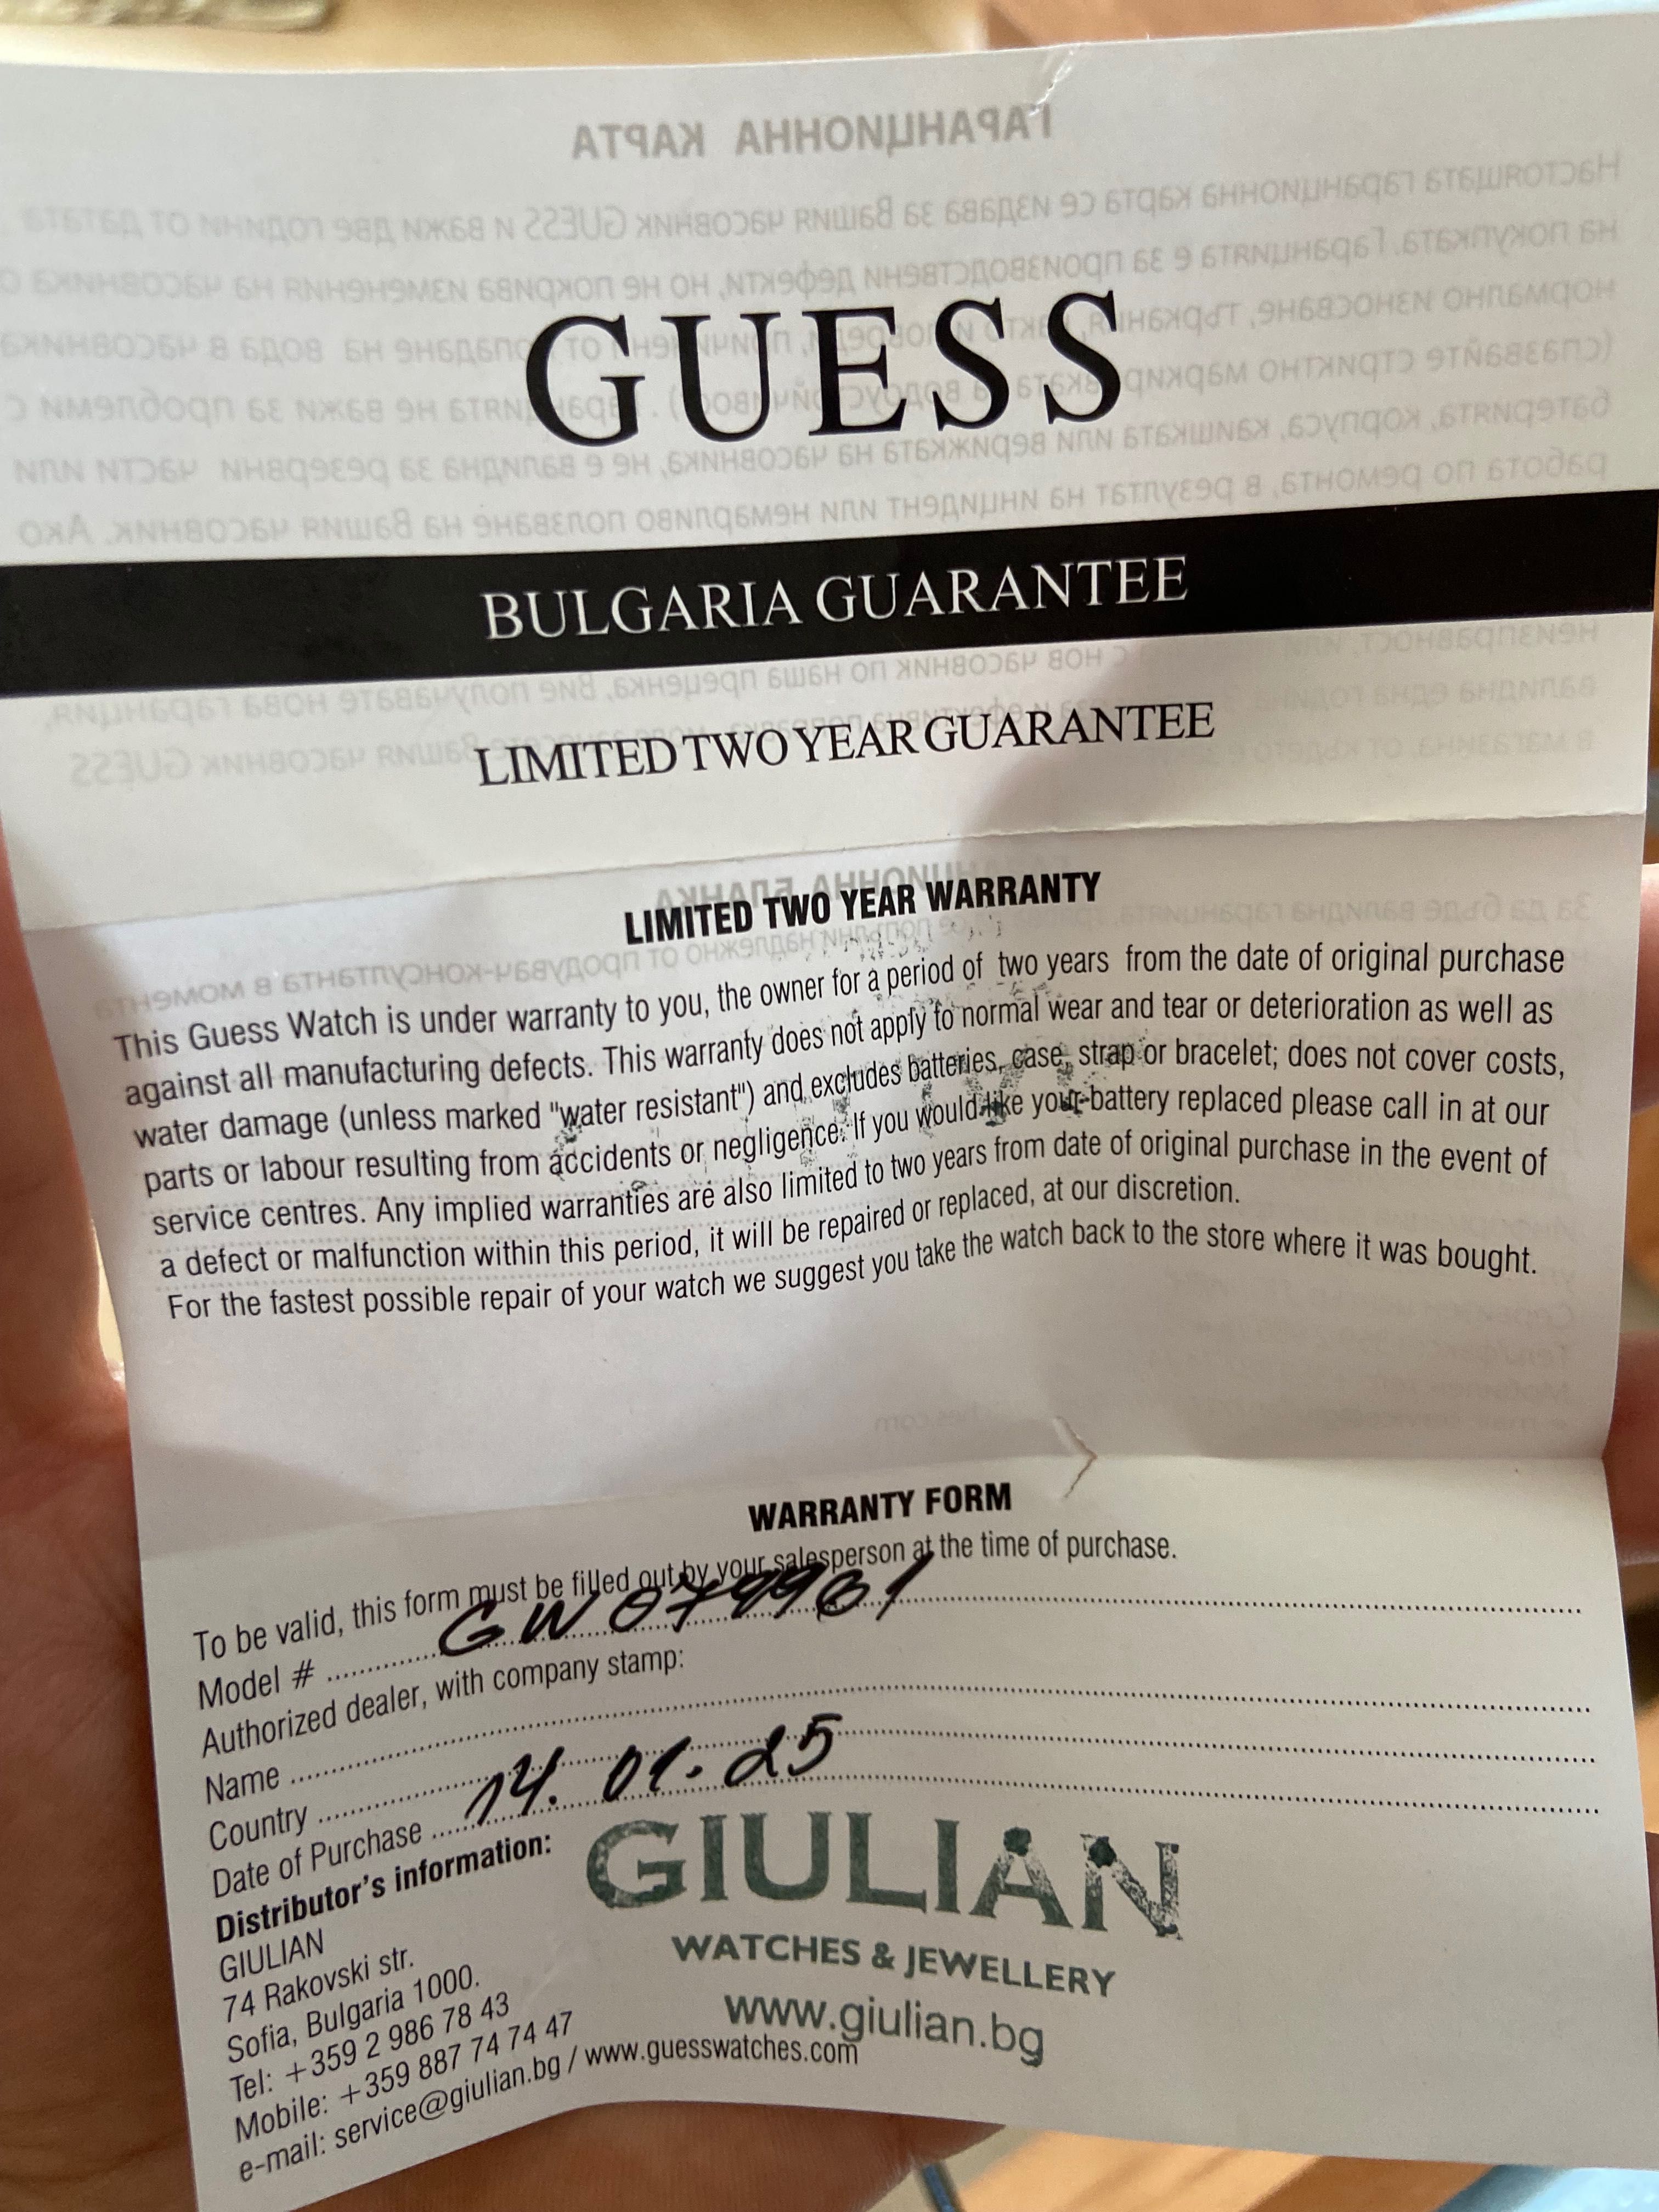 GUESS
BULGARIA GUARANTEE
LIMITED TWO YEAR GUARANTEE
LIMITED TWO YEAR WARRANTY
This Guess Watch is under warranty to you, the owner for a period of two years from the date of original purchase
against all manufacturing defects. This warranty does not apply to normal wear and tear or deterioration as well as
water damage (unless marked "water resistant") and excludes batteries, case, strap or bracelet; does not cover costs,
parts or labour resulting from accidents or negligence. If you would like your battery replaced please call in at our
service centres. Any implied warranties are also limited to two years from date of original purchase in the event of
a defect or malfunction within this period, it will be repaired or replaced, at our discretion.
For the fastest possible repair of your watch we suggest you take the watch back to the store where it was bought.
WARRANTY FORM
To be valid, this form must be filled out by your salesperson at the time of purchase.
Model #
Authorized dealer, with company stamp:
Name
Country
Date of Purchase 14.01.25
Distributor's information:
GIULIAN
74 Rakovski str.
Sofia, Bulgaria 1000.
Tel: +359 2 986 78 43
Mobile: +359 887 74 74 47
e-mail: service@giulian.bg / www.guesswatches.com
GIULIAN
WATCHES & JEWELLERY
www.giulian.bg